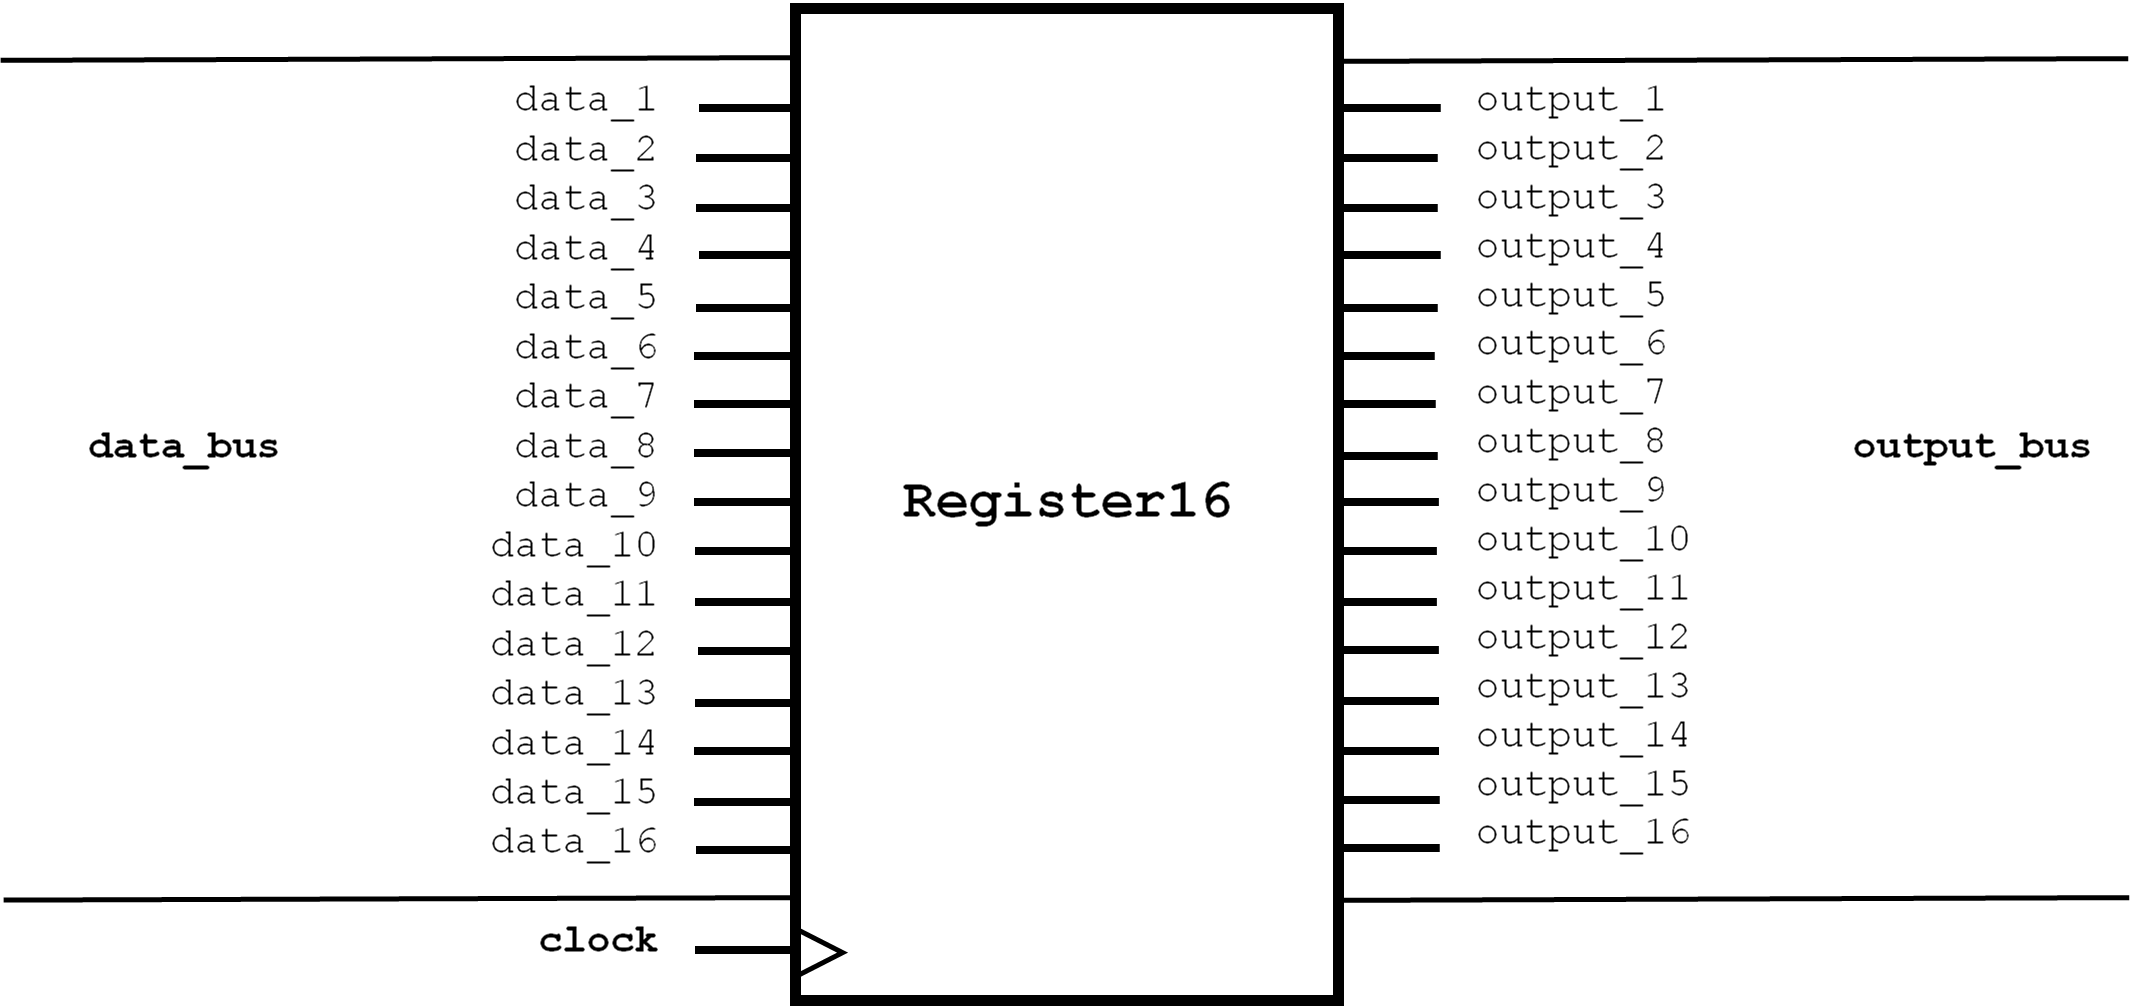 data_1
data_2
data_3
data_4
data_5
data_6
data_7
data_8
data_9
data_10
data_11
data_12
data_13
data_14
data_15
data_16
data_bus
clock
Register16
output_1
output_2
output_3
output_4
output_5
output_6
output_7
output_8
output_9
output_10
output_11
output_12
output_13
output_14
output_15
output_16
output_bus